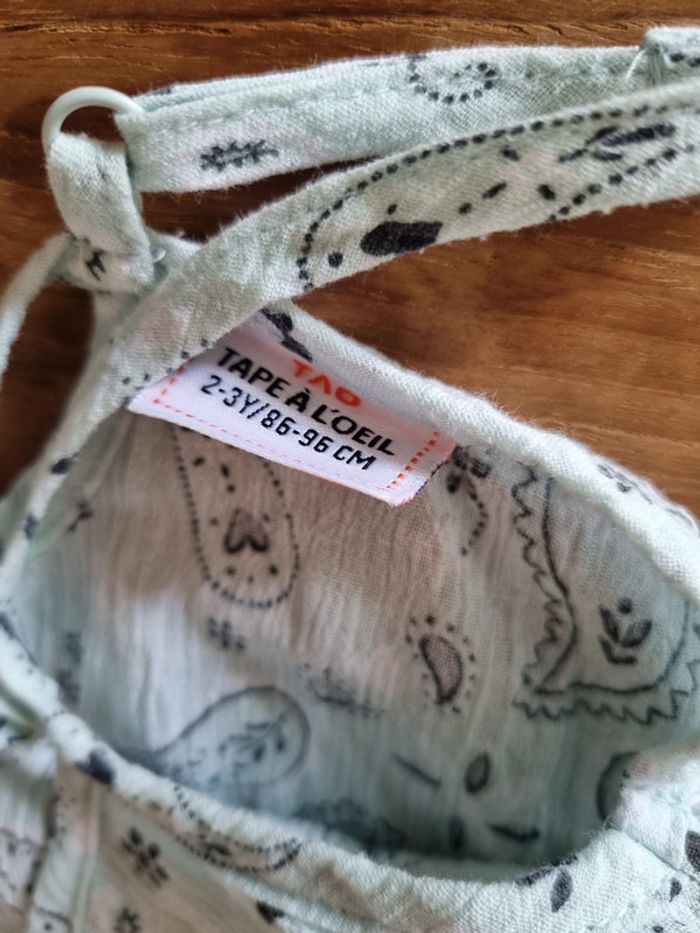 TAO
TAPE À L'OEIL
2-3Y/86-96 CM